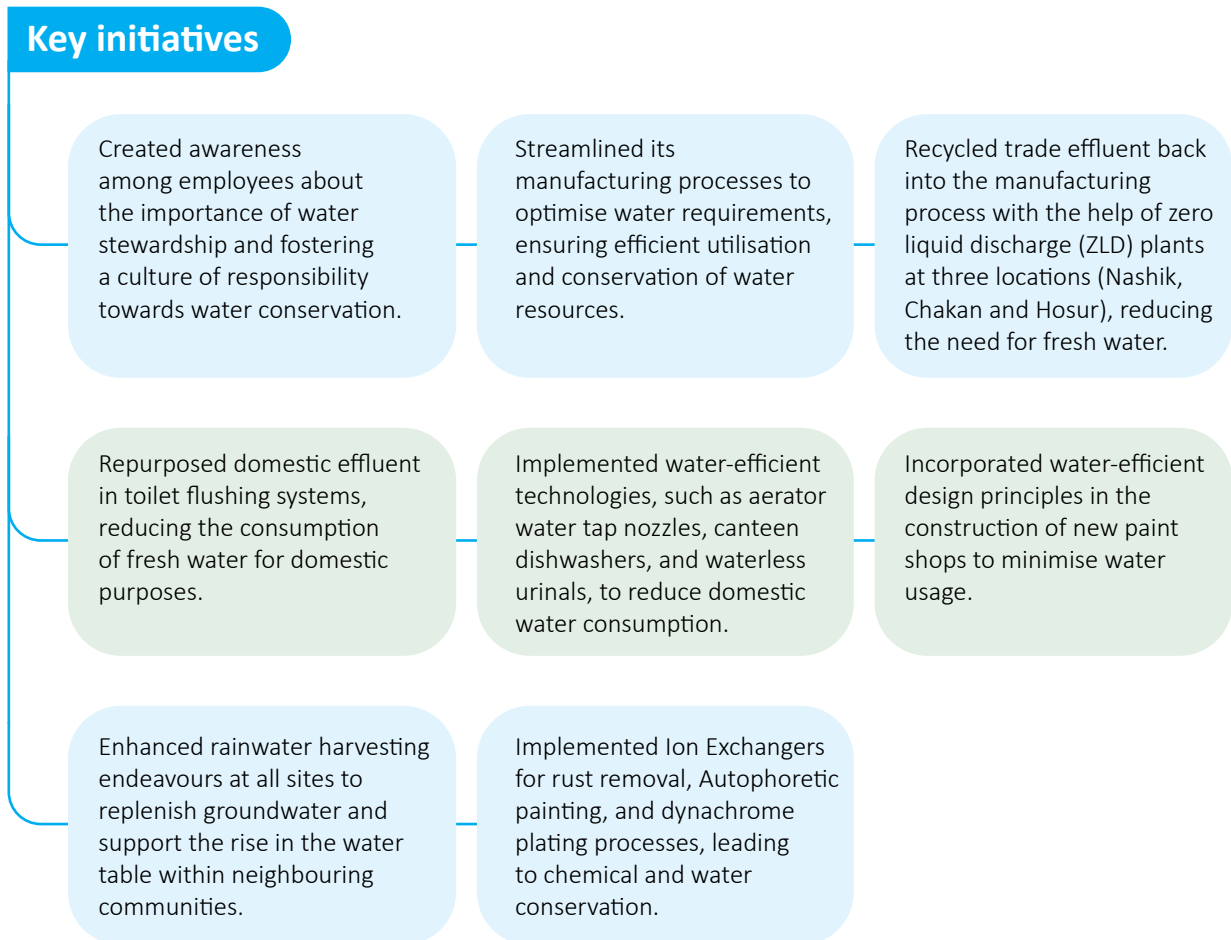 Key initiatives
Created awareness
among employees about
the importance of water
stewardship and fostering
a culture of responsibility
towards water conservation.
Streamlined its
manufacturing processes to
optimise water requirements,
ensuring efficient utilisation
and conservation of water
resources.
Recycled trade effluent back
into the manufacturing
process with the help of zero
liquid discharge (ZLD) plants
at three locations (Nashik,
Chakan and Hosur), reducing
the need for fresh water.
Repurposed domestic effluent
in toilet flushing systems,
reducing the consumption
of fresh water for domestic
purposes.
Implemented water-efficient
technologies, such as aerator
water tap nozzles, canteen
dishwashers, and waterless
urinals, to reduce domestic
water consumption.
Incorporated water-efficient
design principles in the
construction of new paint
shops to minimise water
usage.
Enhanced rainwater harvesting
endeavours at all sites to
replenish groundwater and
support the rise in the water
table within neighbouring
communities.
Implemented Ion Exchangers
for rust removal, Autophoretic
painting, and dynachrome
plating processes, leading
to chemical and water
conservation.